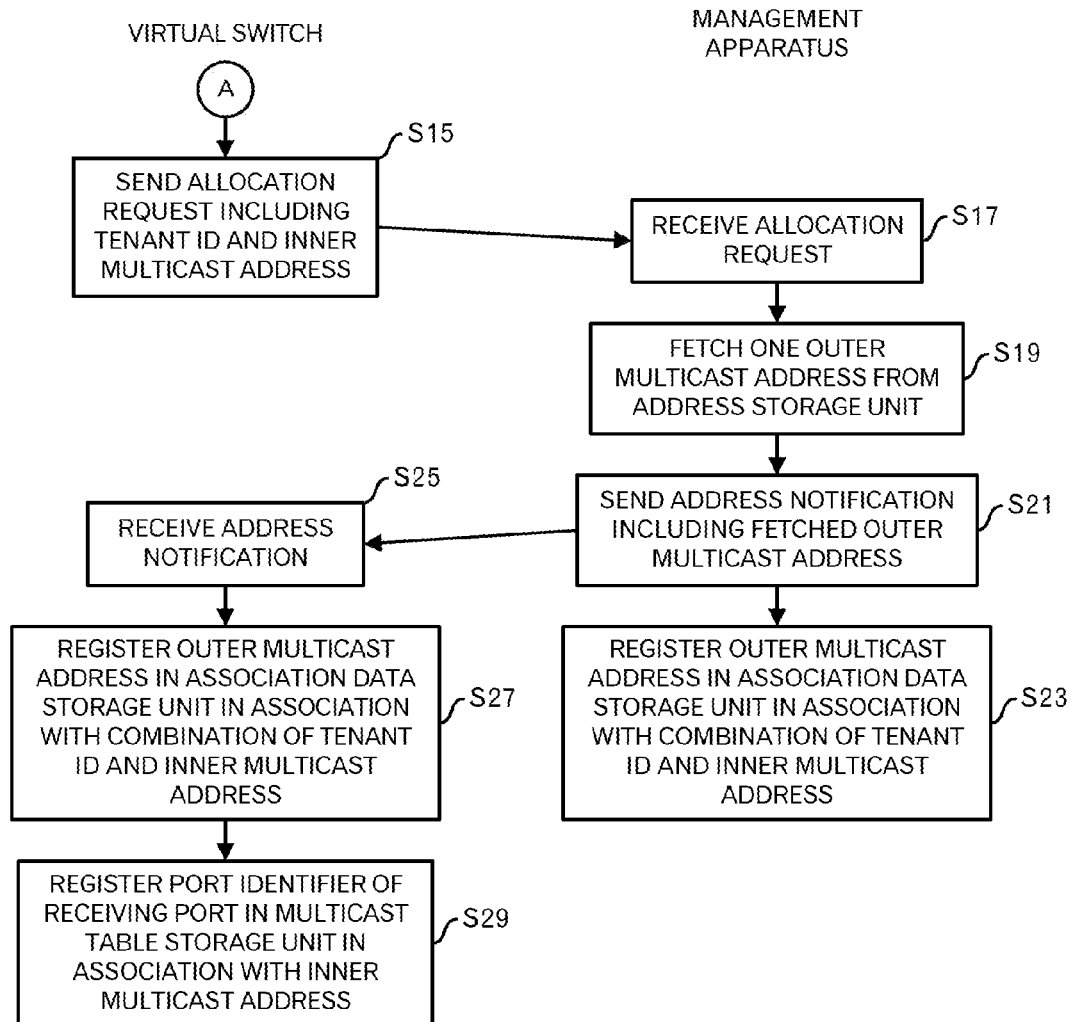 VIRTUAL SWITCH
MANAGEMENT
APPARATUS
A
S15
SEND ALLOCATION
REQUEST INCLUDING
TENANT ID AND INNER
MULTICAST ADDRESS
S17
RECEIVE ALLOCATION
REQUEST
S19
FETCH ONE OUTER
MULTICAST ADDRESS FROM
ADDRESS STORAGE UNIT
S25
RECEIVE ADDRESS
NOTIFICATION
S21
SEND ADDRESS NOTIFICATION
INCLUDING FETCHED OUTER
MULTICAST ADDRESS
S27
REGISTER OUTER MULTICAST
ADDRESS IN ASSOCIATION DATA
STORAGE UNIT IN ASSOCIATION
WITH COMBINATION OF TENANT
ID AND INNER MULTICAST
ADDRESS
S23
REGISTER OUTER MULTICAST
ADDRESS IN ASSOCIATION DATA
STORAGE UNIT IN ASSOCIATION
WITH COMBINATION OF TENANT
ID AND INNER MULTICAST
ADDRESS
S29
REGISTER PORT IDENTIFIER OF
RECEIVING PORT IN MULTICAST
TABLE STORAGE UNIT IN
ASSOCIATION WITH INNER
MULTICAST ADDRESS